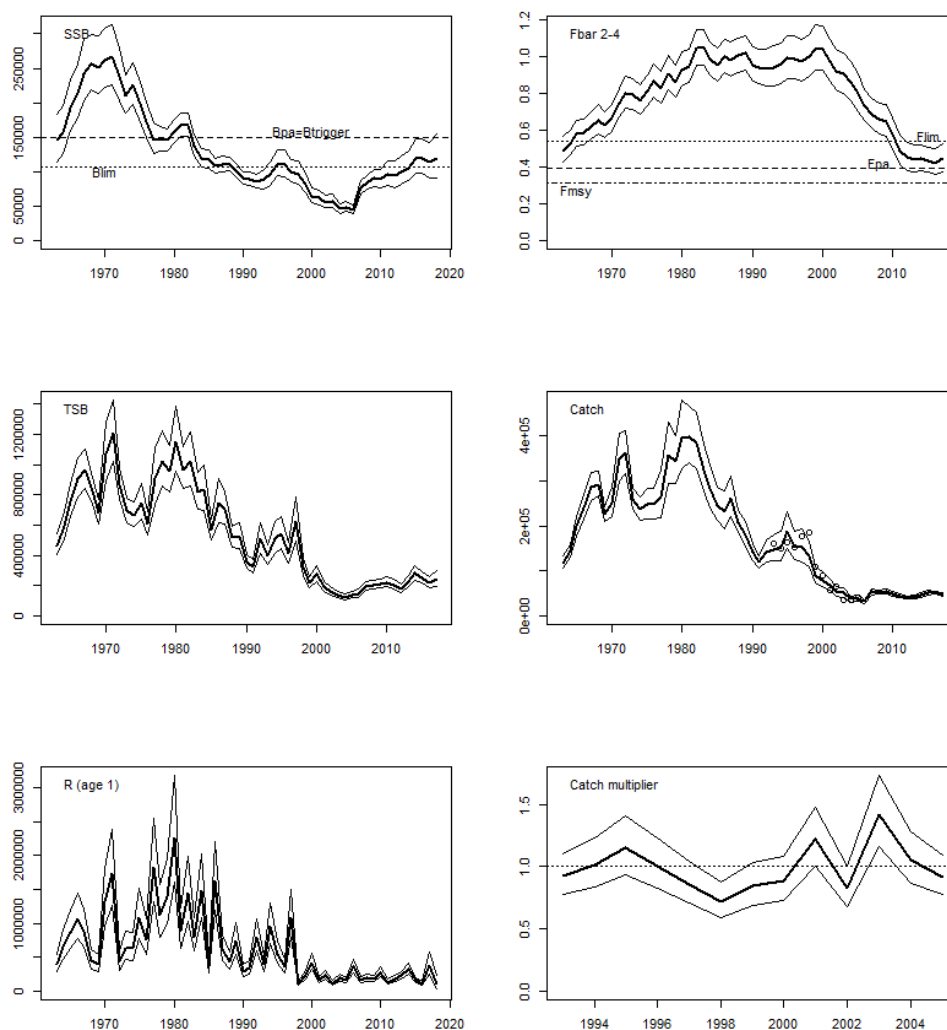 SSB
250000
150000
50000
0
Bpa=Btrigger
Blim
1970 1980 1990 2000 2010 2020
Fbar 2-4
1.2
1.0
0.8
0.6
0.4
0.2
0.0
Flim
Fpa
Fmsy
1970 1980 1990 2000 2010
TSB
1200000
800000
400000
0
1970 1980 1990 2000 2010
Catch
4e+05
2e+05
0e+00
1970 1980 1990 2000 2010
R (age 1)
3000000
2000000
1000000
0
1970 1980 1990 2000 2010 2020
Catch multiplier
1.5
1.0
0.5
0.0
1994 1996 1998 2000 2002 2004